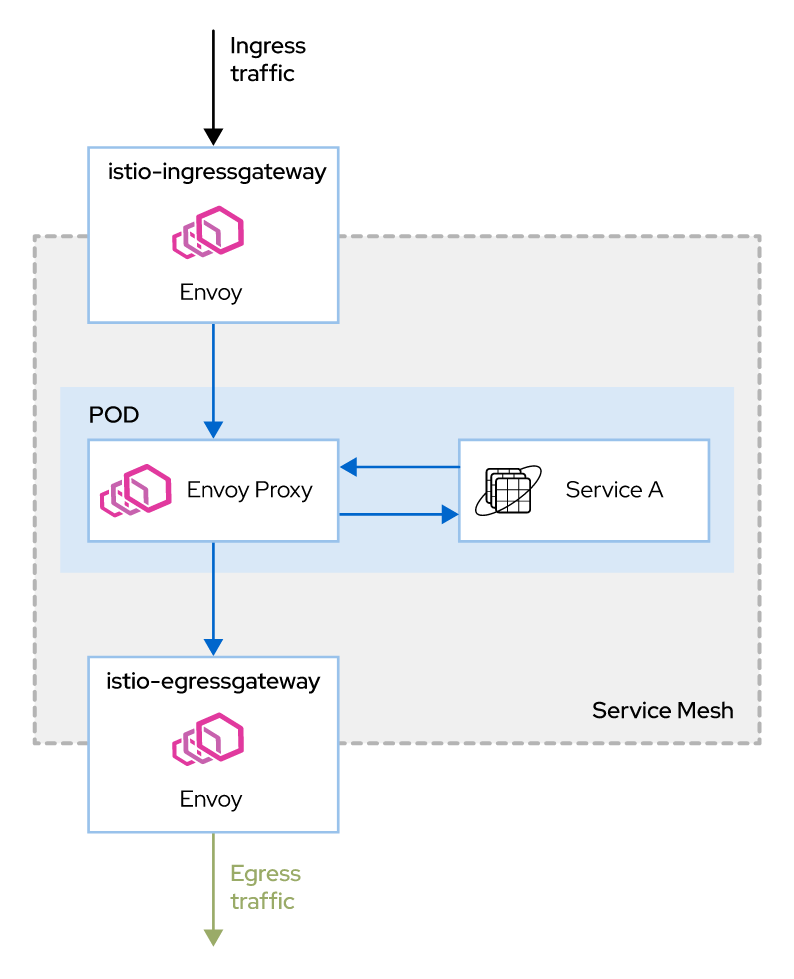 Ingress
traffic
istio-ingressgateway
Envoy
POD
Envoy Proxy
Service A
istio-egressgateway
Envoy
Service Mesh
Egress
traffic